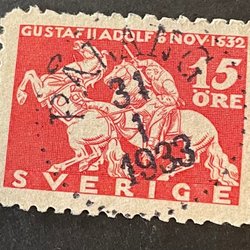 GUSTAF II ADOLF 6 NOV. 1632
15
ÖRE
31
1
1933
SVERIGE